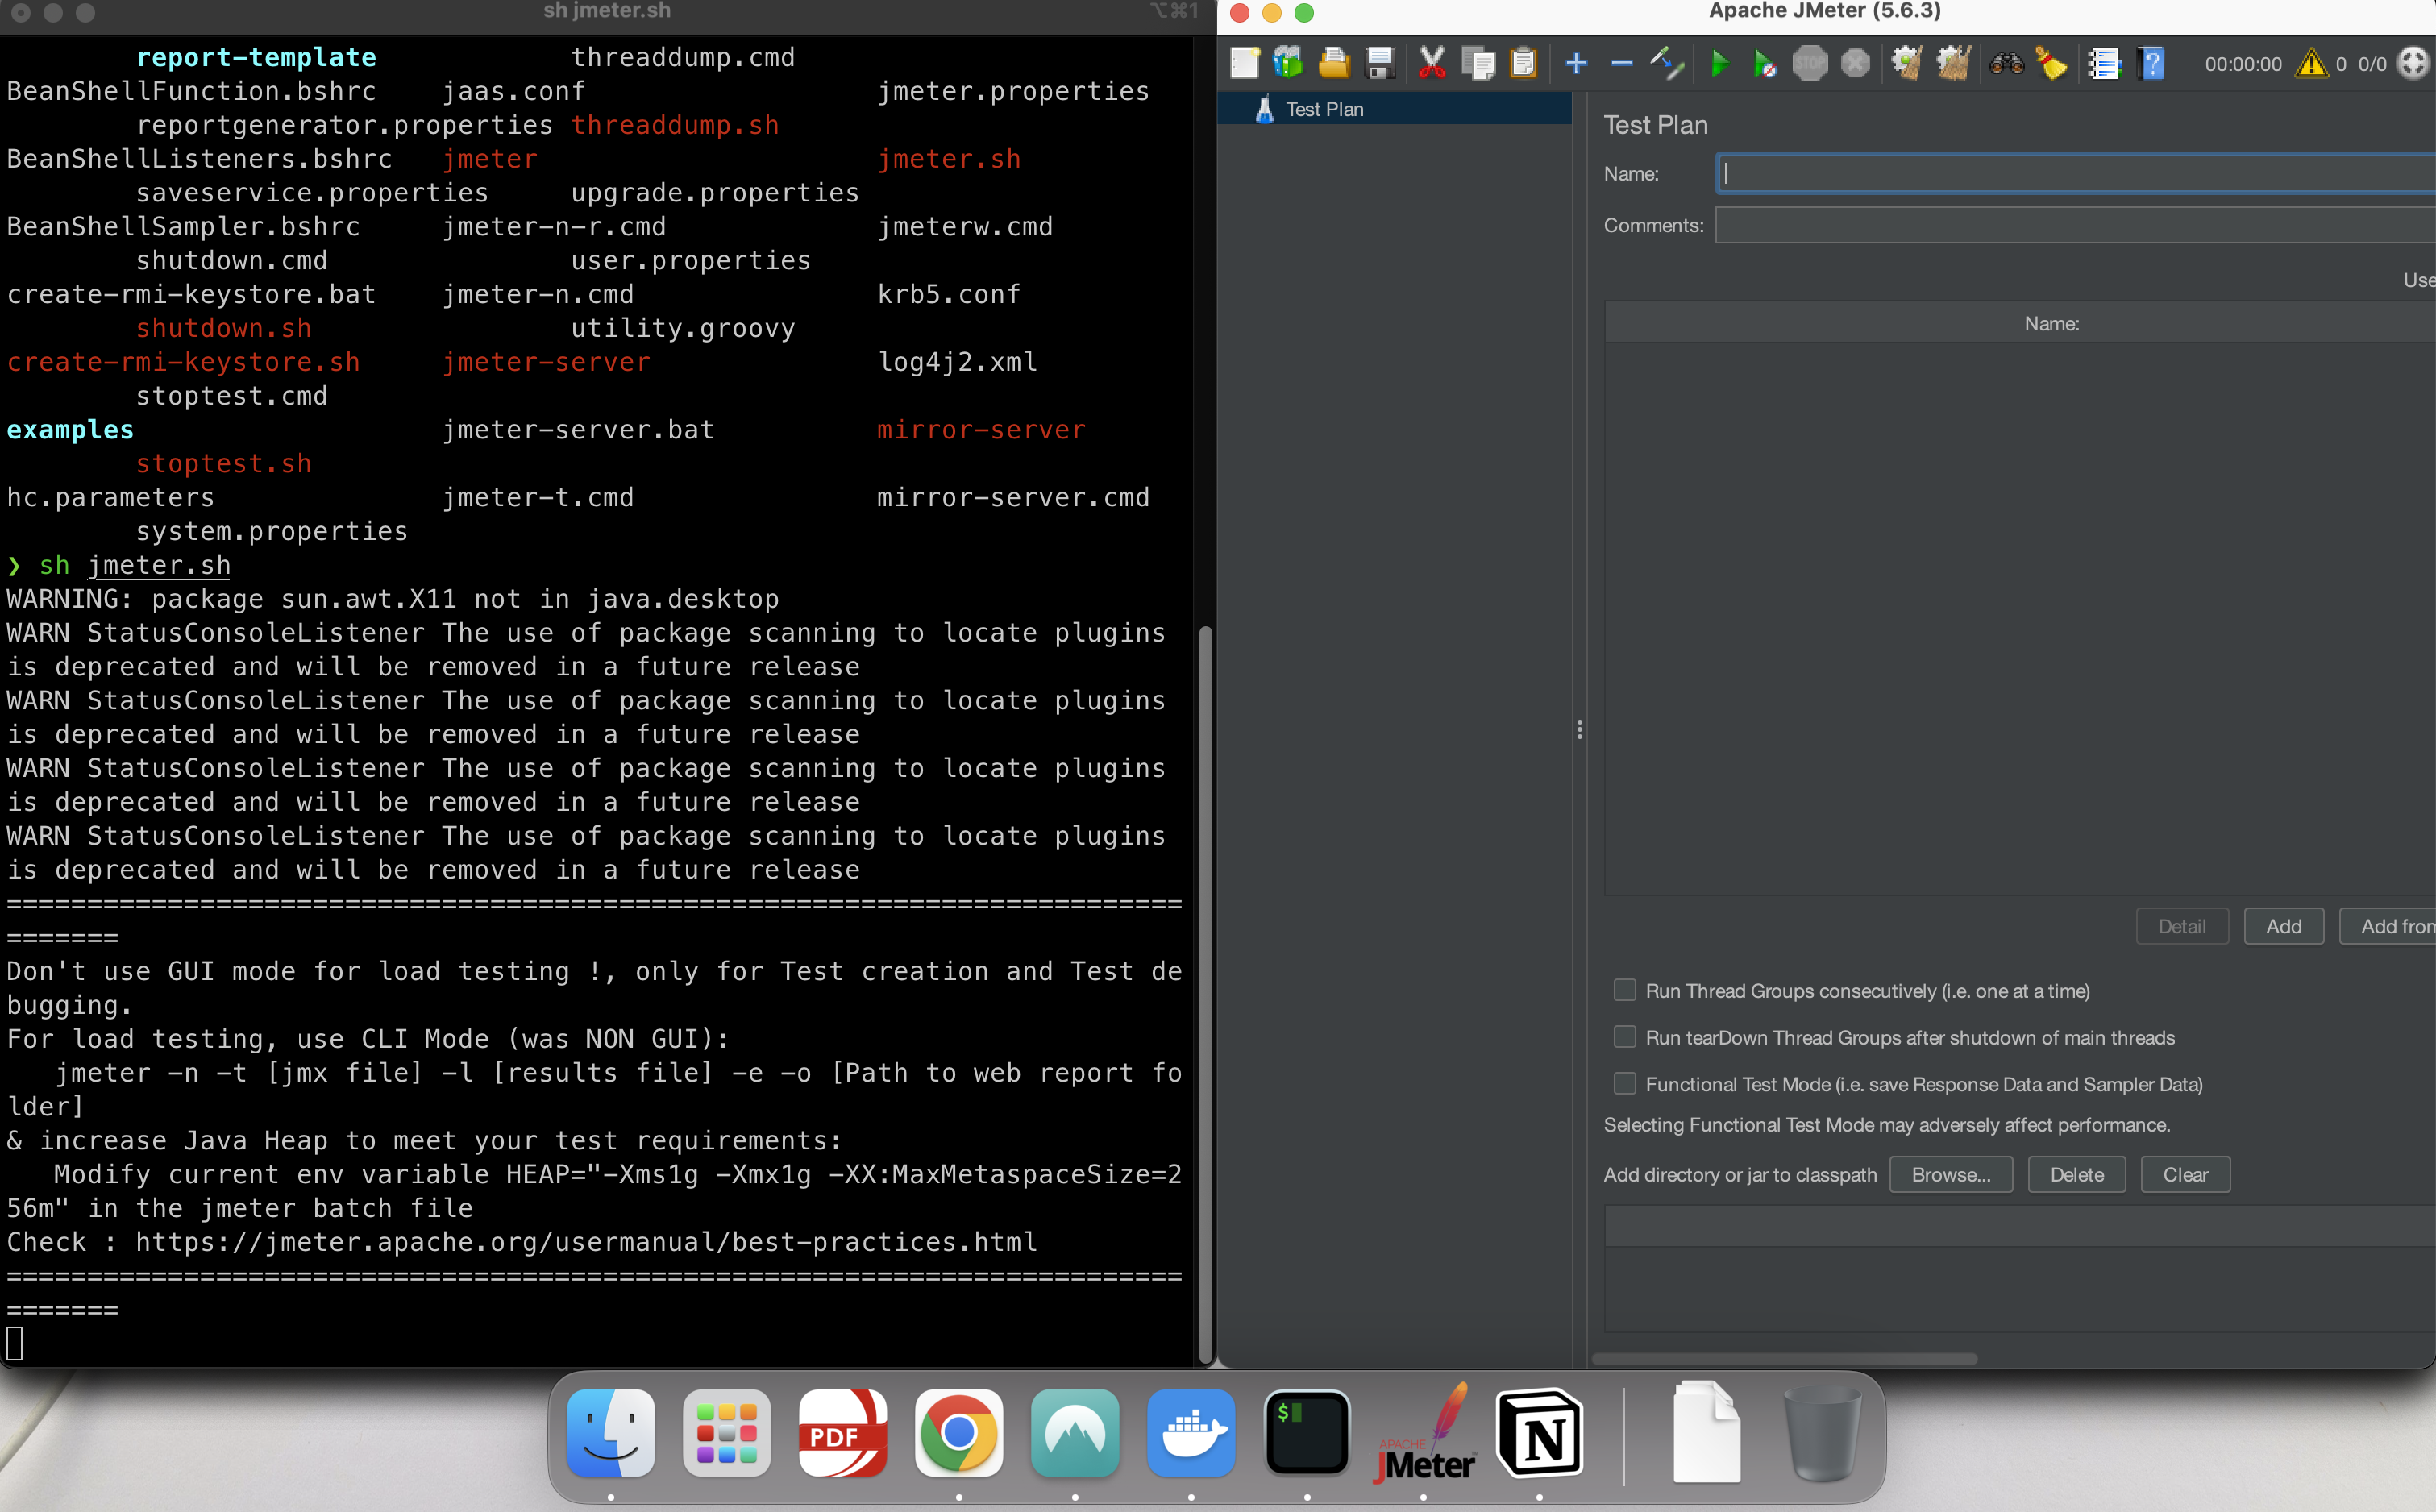 sh jmeter.sh
⌥⌘1
report-template threaddump.cmd
BeanShellFunction.bshrc jaas.conf jmeter.properties
reportgenerator.properties threaddump.sh
BeanShellListeners.bshrc jmeter jmeter.sh
saveservice.properties upgrade.properties
BeanShellSampler.bshrc jmeter-n-r.cmd jmeterw.cmd
shutdown.cmd user.properties
create-rmi-keystore.bat jmeter-n.cmd krb5.conf
shutdown.sh utility.groovy
create-rmi-keystore.sh jmeter-server log4j2.xml
stoptest.cmd
examples jmeter-server.bat mirror-server
stoptest.sh
hc.parameters jmeter-t.cmd mirror-server.cmd
system.properties
❯ sh jmeter.sh
WARNING: package sun.awt.X11 not in java.desktop
WARN StatusConsoleListener The use of package scanning to locate plugins
is deprecated and will be removed in a future release
WARN StatusConsoleListener The use of package scanning to locate plugins
is deprecated and will be removed in a future release
WARN StatusConsoleListener The use of package scanning to locate plugins
is deprecated and will be removed in a future release
WARN StatusConsoleListener The use of package scanning to locate plugins
is deprecated and will be removed in a future release
=========================================================================
=======
Don't use GUI mode for load testing !, only for Test creation and Test de
bugging.
For load testing, use CLI Mode (was NON GUI):
jmeter -n -t [jmx file] -l [results file] -e -o [Path to web report fo
lder]
& increase Java Heap to meet your test requirements:
Modify current env variable HEAP="-Xms1g -Xmx1g -XX:MaxMetaspaceSize=2
56m" in the jmeter batch file
Check : https://jmeter.apache.org/usermanual/best-practices.html
=========================================================================
=======
Apache JMeter (5.6.3)
STOP
00:00:00 0 0/0
Test Plan
Test Plan
Name:
Comments:
Use
Name:
Detail Add Add fron
Run Thread Groups consecutively (i.e. one at a time)
Run tearDown Thread Groups after shutdown of main threads
Functional Test Mode (i.e. save Response Data and Sampler Data)
Selecting Functional Test Mode may adversely affect performance.
Add directory or jar to classpath Browse... Delete Clear
PDF
$
APACHE
JMeter™
N